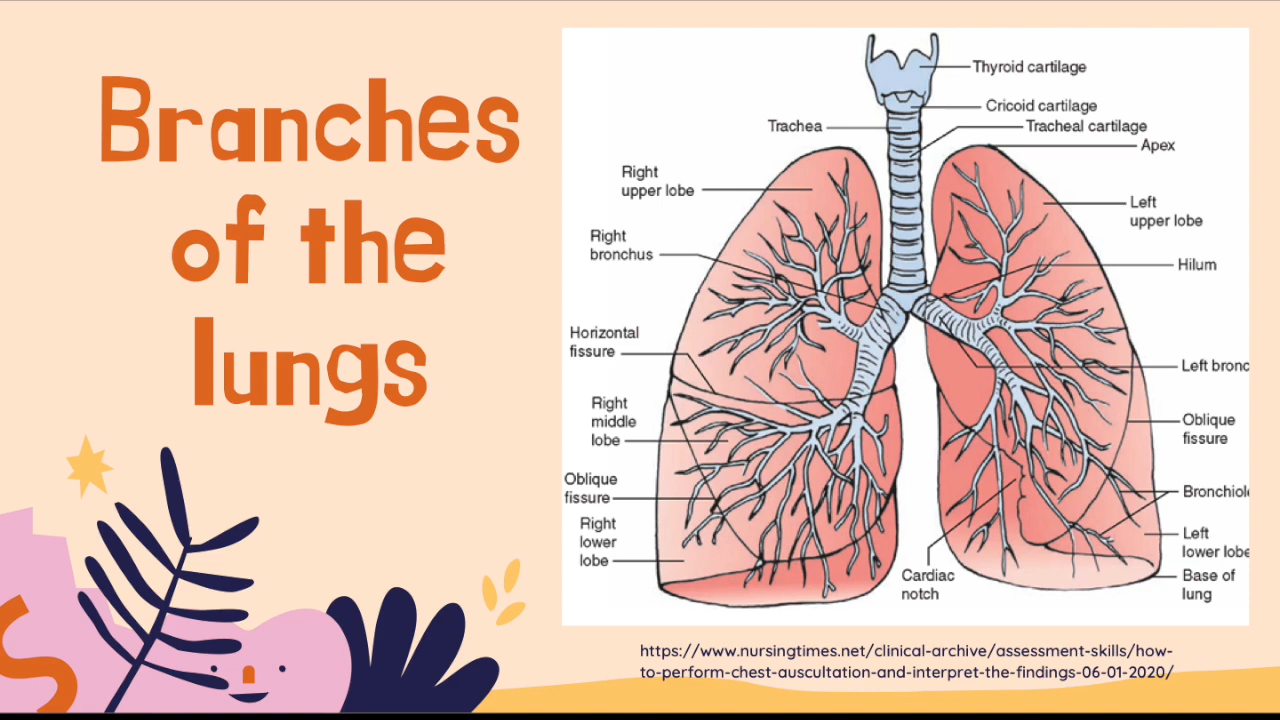 Branches
of the
lungs
Thyroid cartilage
Cricoid cartilage
Trachea
Tracheal cartilage
Apex
Right
upper lobe
Left
upper lobe
Right
bronchus
Hilum
Horizontal
fissure
Left bronc
Right
middle
lobe
Oblique
fissure
Oblique
fissure
Bronchiole
Right
lower
lobe
Left
lower lobe
Cardiac
notch
Base of
lung
https://www.nursingtimes.net/clinical-archive/assessment-skills/how-
to-perform-chest-auscultation-and-interpret-the-findings-06-01-2020/